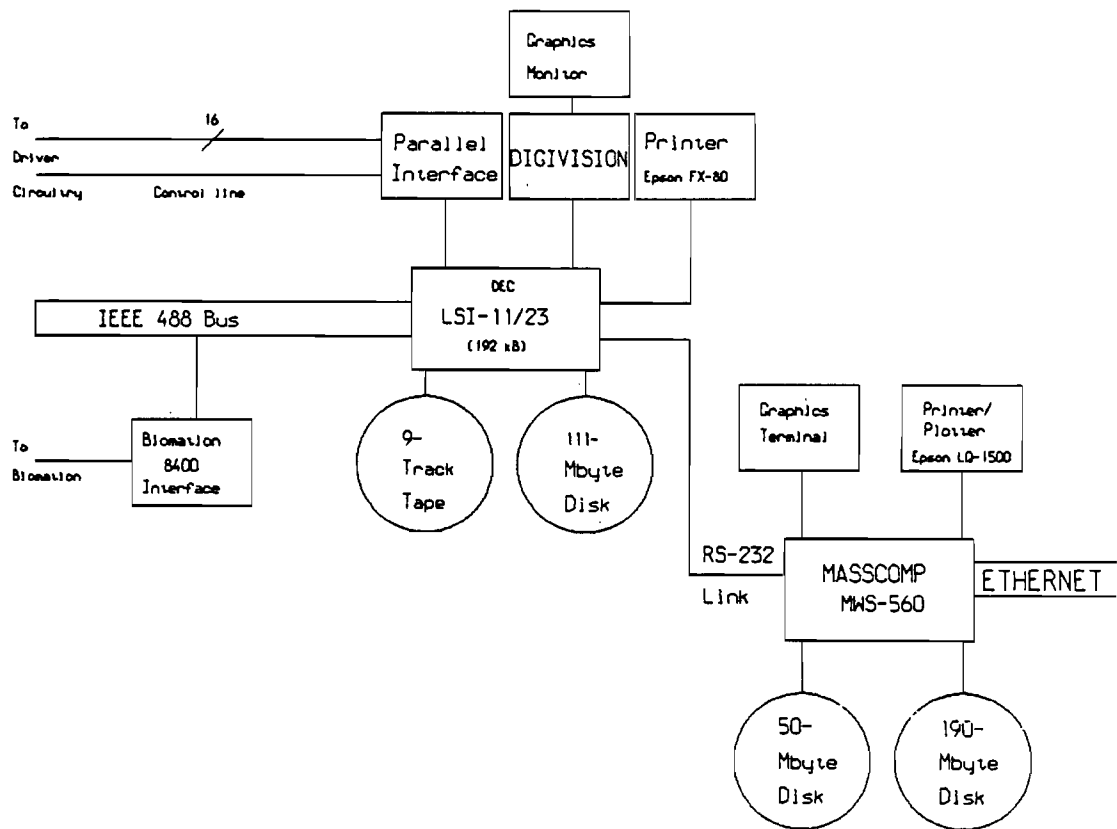 Graphics
Monitor
To
16
Driver
Circuitry
Control line
Parallel
Interface
DIGIVISION
Printer
Epson FX-80
DEC
LSI-11/23
(192 kB)
IEEE 488 Bus
To
Biomation
Biomation
8400
Interface
9-
Track
Tape
111-
Mbyte
Disk
Graphics
Terminal
Printer/
Plotter
Epson LQ-1500
RS-232
Link
MASSCOMP
MWS-560
ETHERNET
50-
Mbyte
Disk
190-
Mbyte
Disk